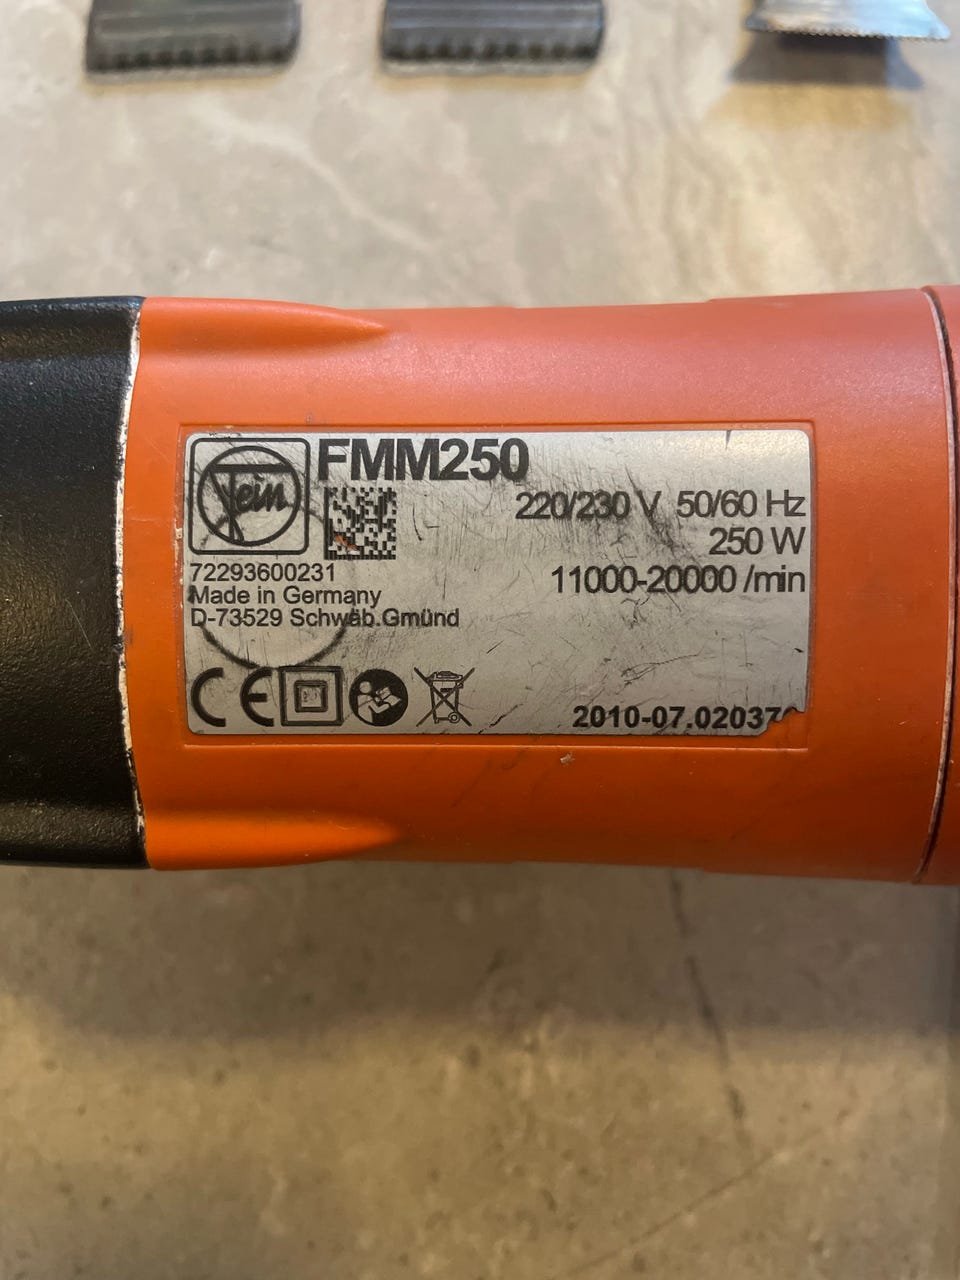 Fein
FMM250
220/230 V 50/60 Hz
250 W
11000-20000 /min
72293600231
Made in Germany
D-73529 Schwäb.Gmünd
CE
2010-07.02037